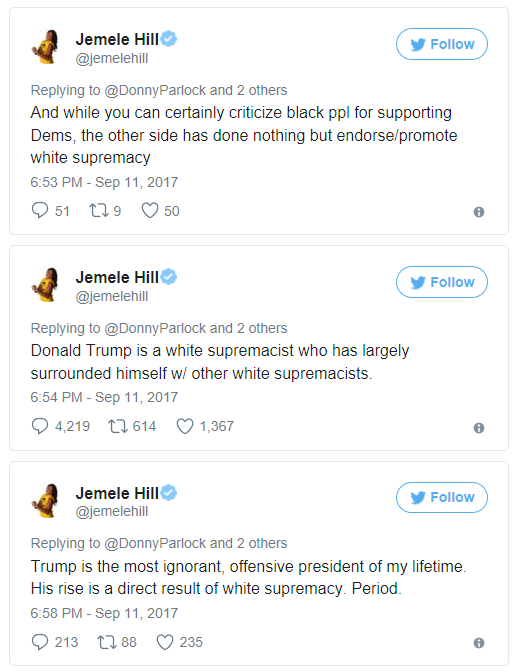 Jemele Hill
Follow
@jemelehill
Replying to @DonnyParlock and 2 others
And while you can certainly criticize black ppl for supporting
Dems, the other side has done nothing but endorse/promote
white supremacy
6:53 PM - Sep 11, 2017
51 9 50
Jemele Hill
Follow
@jemelehill
Replying to @DonnyParlock and 2 others
Donald Trump is a white supremacist who has largely
surrounded himself w/ other white supremacists.
6:54 PM - Sep 11, 2017
4,219 614 1,367
Jemele Hill
Follow
@jemelehill
Replying to @DonnyParlock and 2 others
Trump is the most ignorant, offensive president of my lifetime.
His rise is a direct result of white supremacy. Period.
6:58 PM - Sep 11, 2017
213 88 235